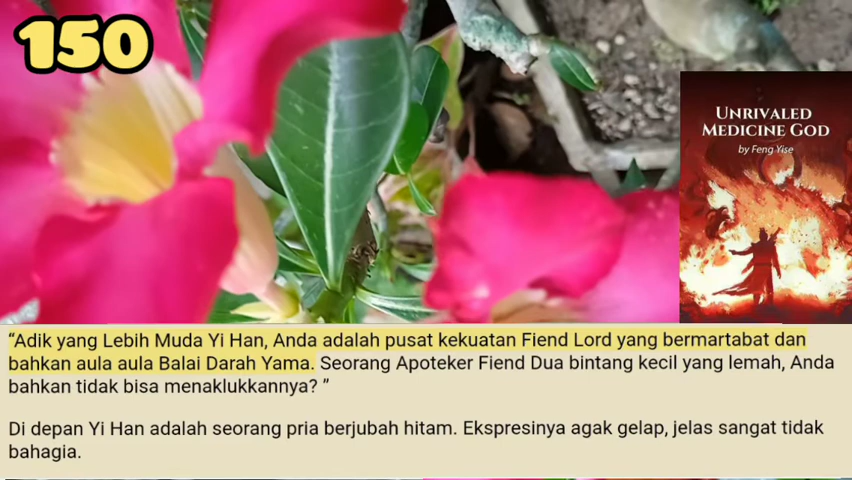 150
UNRIVALED
MEDICINE GOD
by Feng Yise
“Adik yang Lebih Muda Yi Han, Anda adalah pusat kekuatan Fiend Lord yang bermartabat dan
bahkan aula aula Balai Darah Yama. Seorang Apoteker Fiend Dua bintang kecil yang lemah, Anda
bahkan tidak bisa menaklukkannya? ”
Di depan Yi Han adalah seorang pria berjubah hitam. Ekspresinya agak gelap, jelas sangat tidak
bahagia.